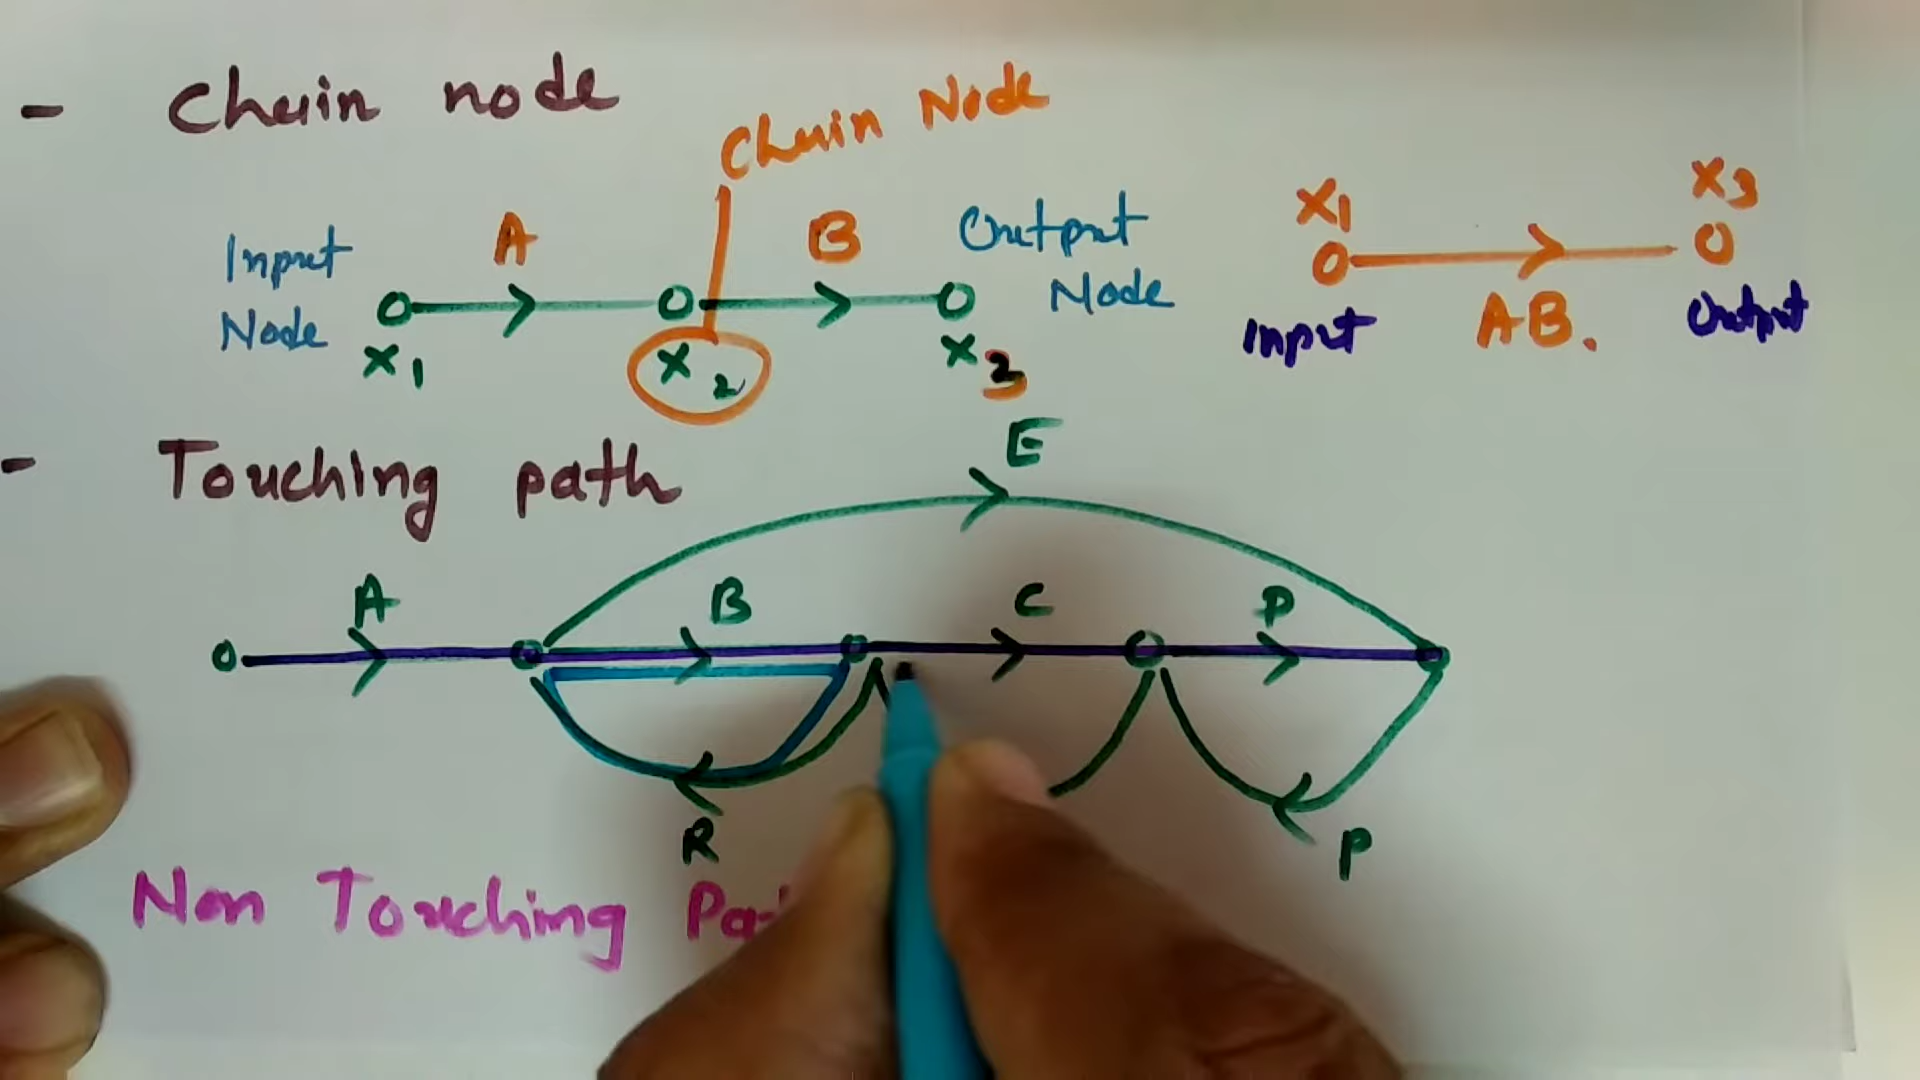 - Chain node
Chain Node
Input Node
A
B
Output Node
X1
X2
X3
X1
X3
Input
AB.
Output
- Touching path
E
A
B
C
P
R
P
Non Touching